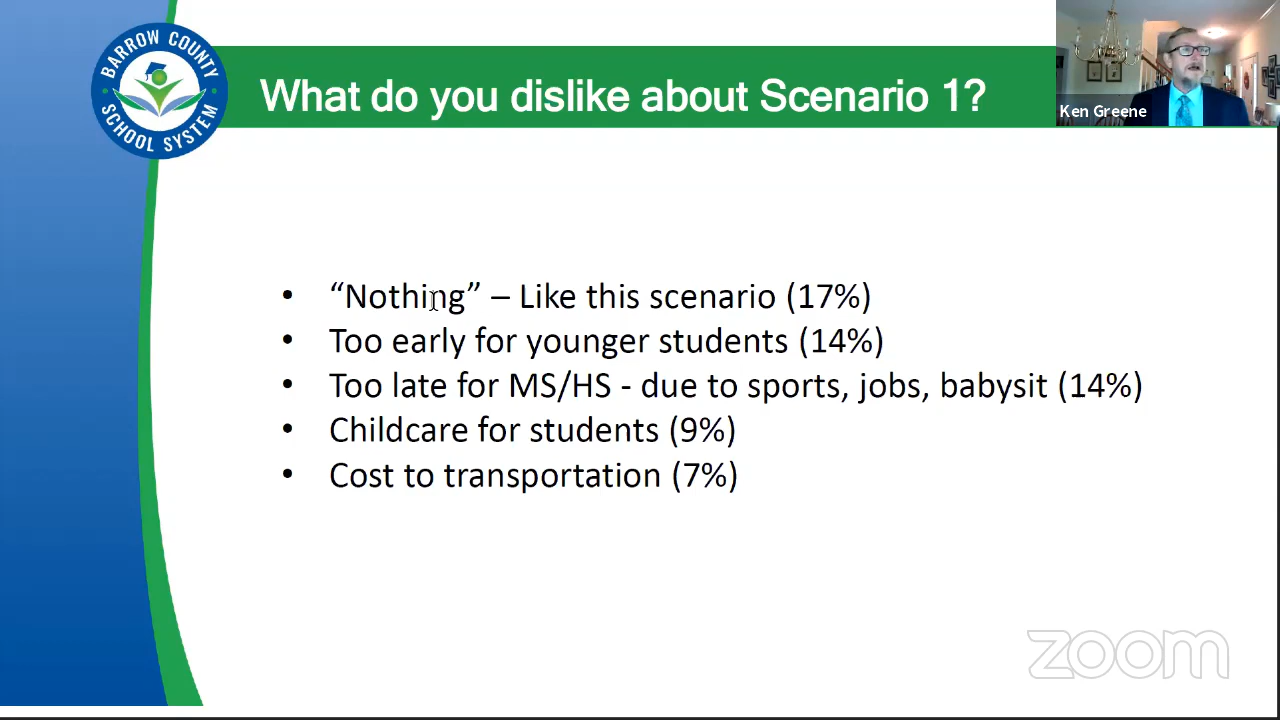 BARROW COUNTY
SCHOOL SYSTEM
What do you dislike about Scenario 1?
Ken Greene
• “Nothing” – Like this scenario (17%)
• Too early for younger students (14%)
• Too late for MS/HS - due to sports, jobs, babysit (14%)
• Childcare for students (9%)
• Cost to transportation (7%)
zoom